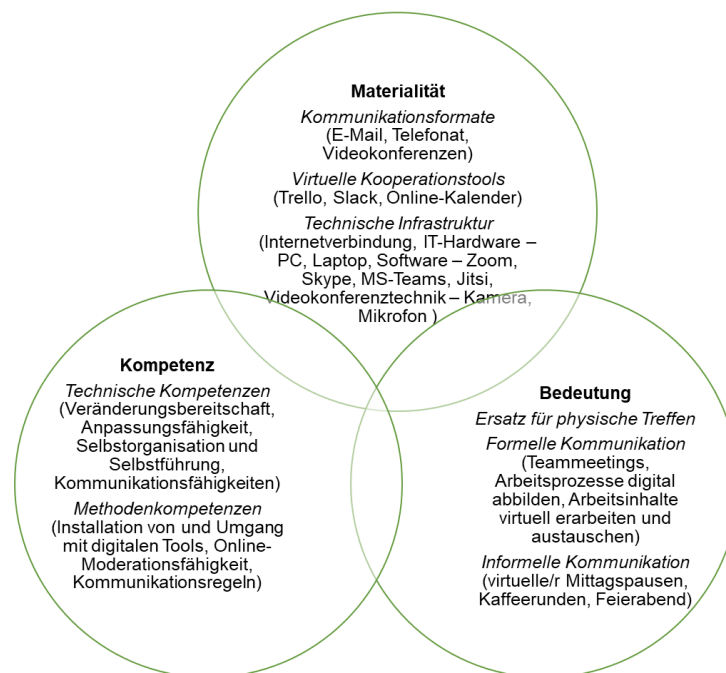 Materialität
Kommunikationsformate
(E-Mail, Telefonat,
Videokonferenzen)
Virtuelle Kooperationstools
(Trello, Slack, Online-Kalender)
Technische Infrastruktur
(Internetverbindung, IT-Hardware –
PC, Laptop, Software – Zoom,
Skype, MS-Teams, Jitsi,
Videokonferenztechnik – Kamera,
Mikrofon )
Kompetenz
Technische Kompetenzen
(Veränderungsbereitschaft,
Anpassungsfähigkeit,
Selbstorganisation und
Selbstführung,
Kommunikationsfähigkeiten)
Methodenkompetenzen
(Installation von und Umgang
mit digitalen Tools, Online-
Moderationsfähigkeit,
Kommunikationsregeln)
Bedeutung
Ersatz für physische Treffen
Formelle Kommunikation
(Teammeetings,
Arbeitsprozesse digital
abbilden, Arbeitsinhalte
virtuell erarbeiten und
austauschen)
Informelle Kommunikation
(virtuelle/r Mittagspausen,
Kaffeerunden, Feierabend)